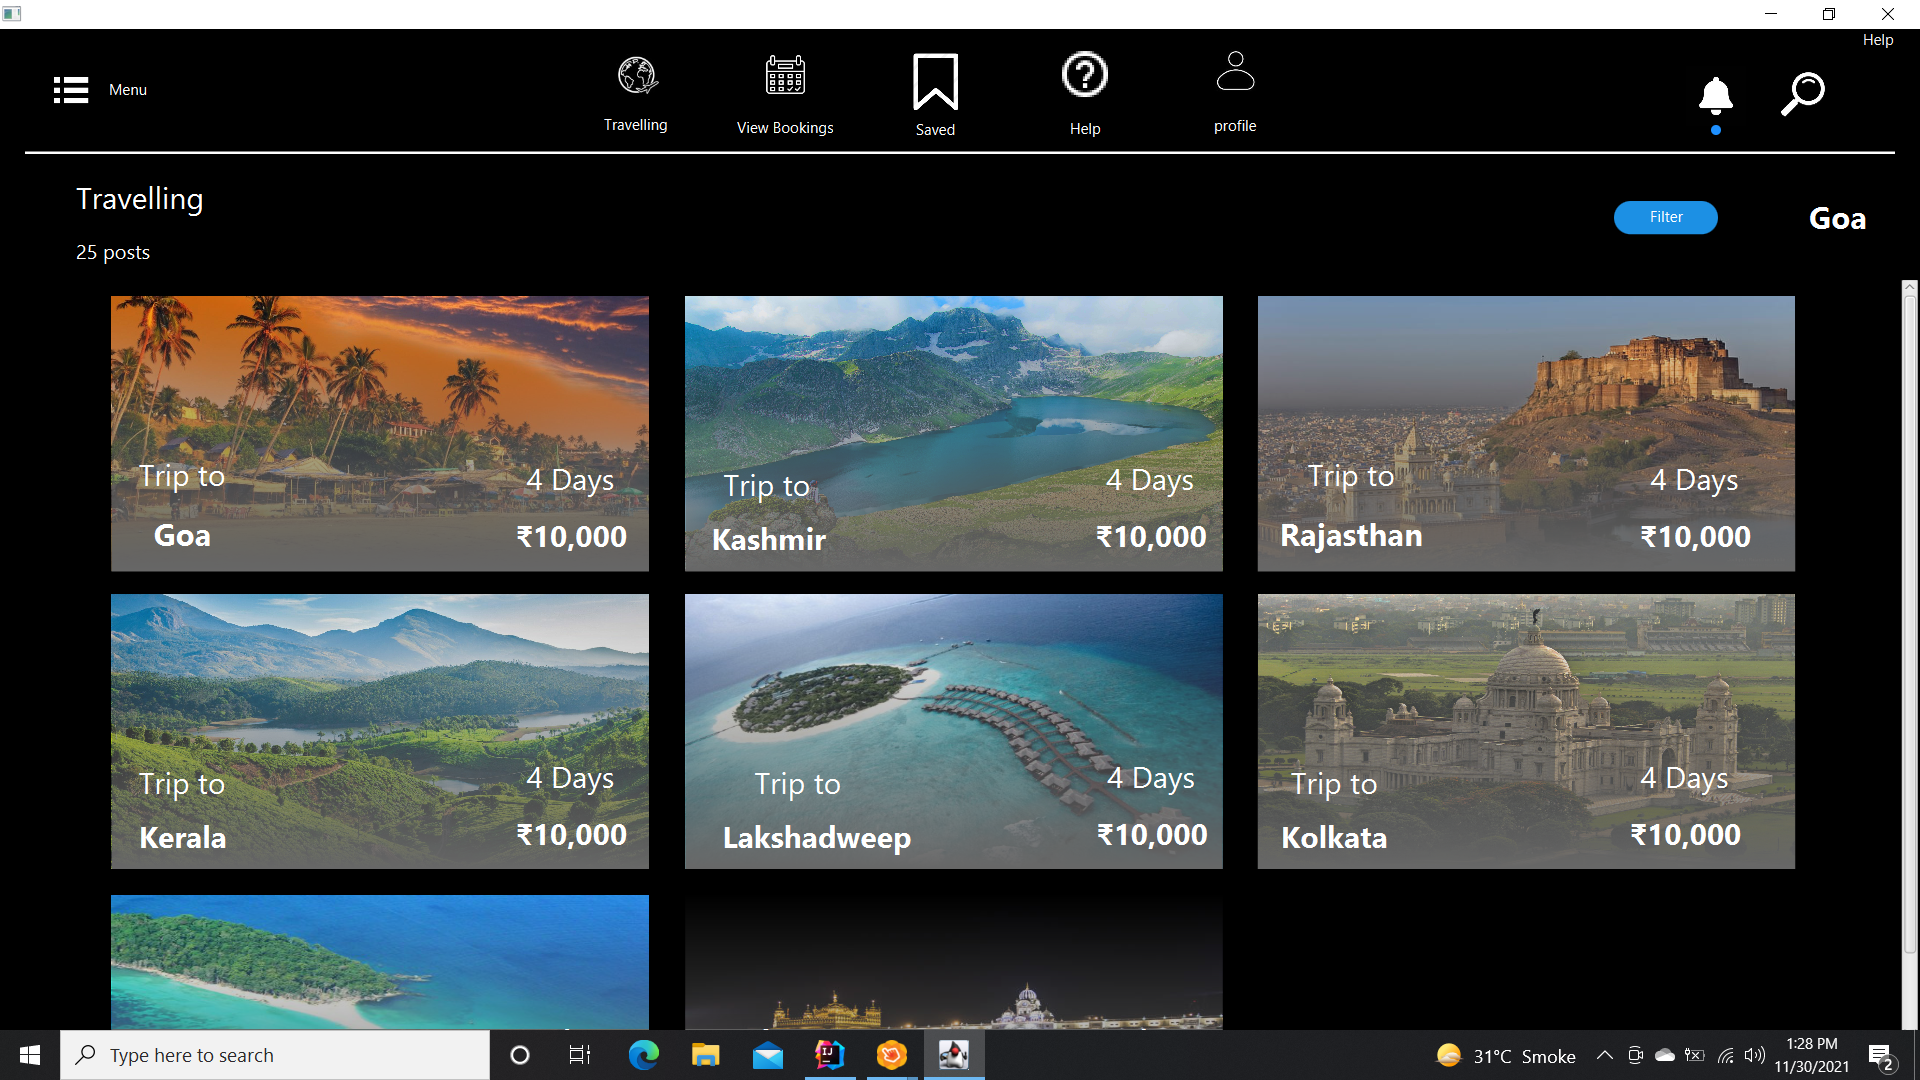 Help
Menu
Travelling
View Bookings
Saved
Help
profile
Travelling
25 posts
Filter
Goa
Trip to
4 Days
Goa
₹10,000
Trip to
4 Days
Kashmir
₹10,000
Trip to
4 Days
Rajasthan
₹10,000
Trip to
4 Days
Kerala
₹10,000
Trip to
4 Days
Lakshadweep
₹10,000
Trip to
4 Days
Kolkata
₹10,000
Type here to search
31°C Smoke
1:28 PM
11/30/2021
2